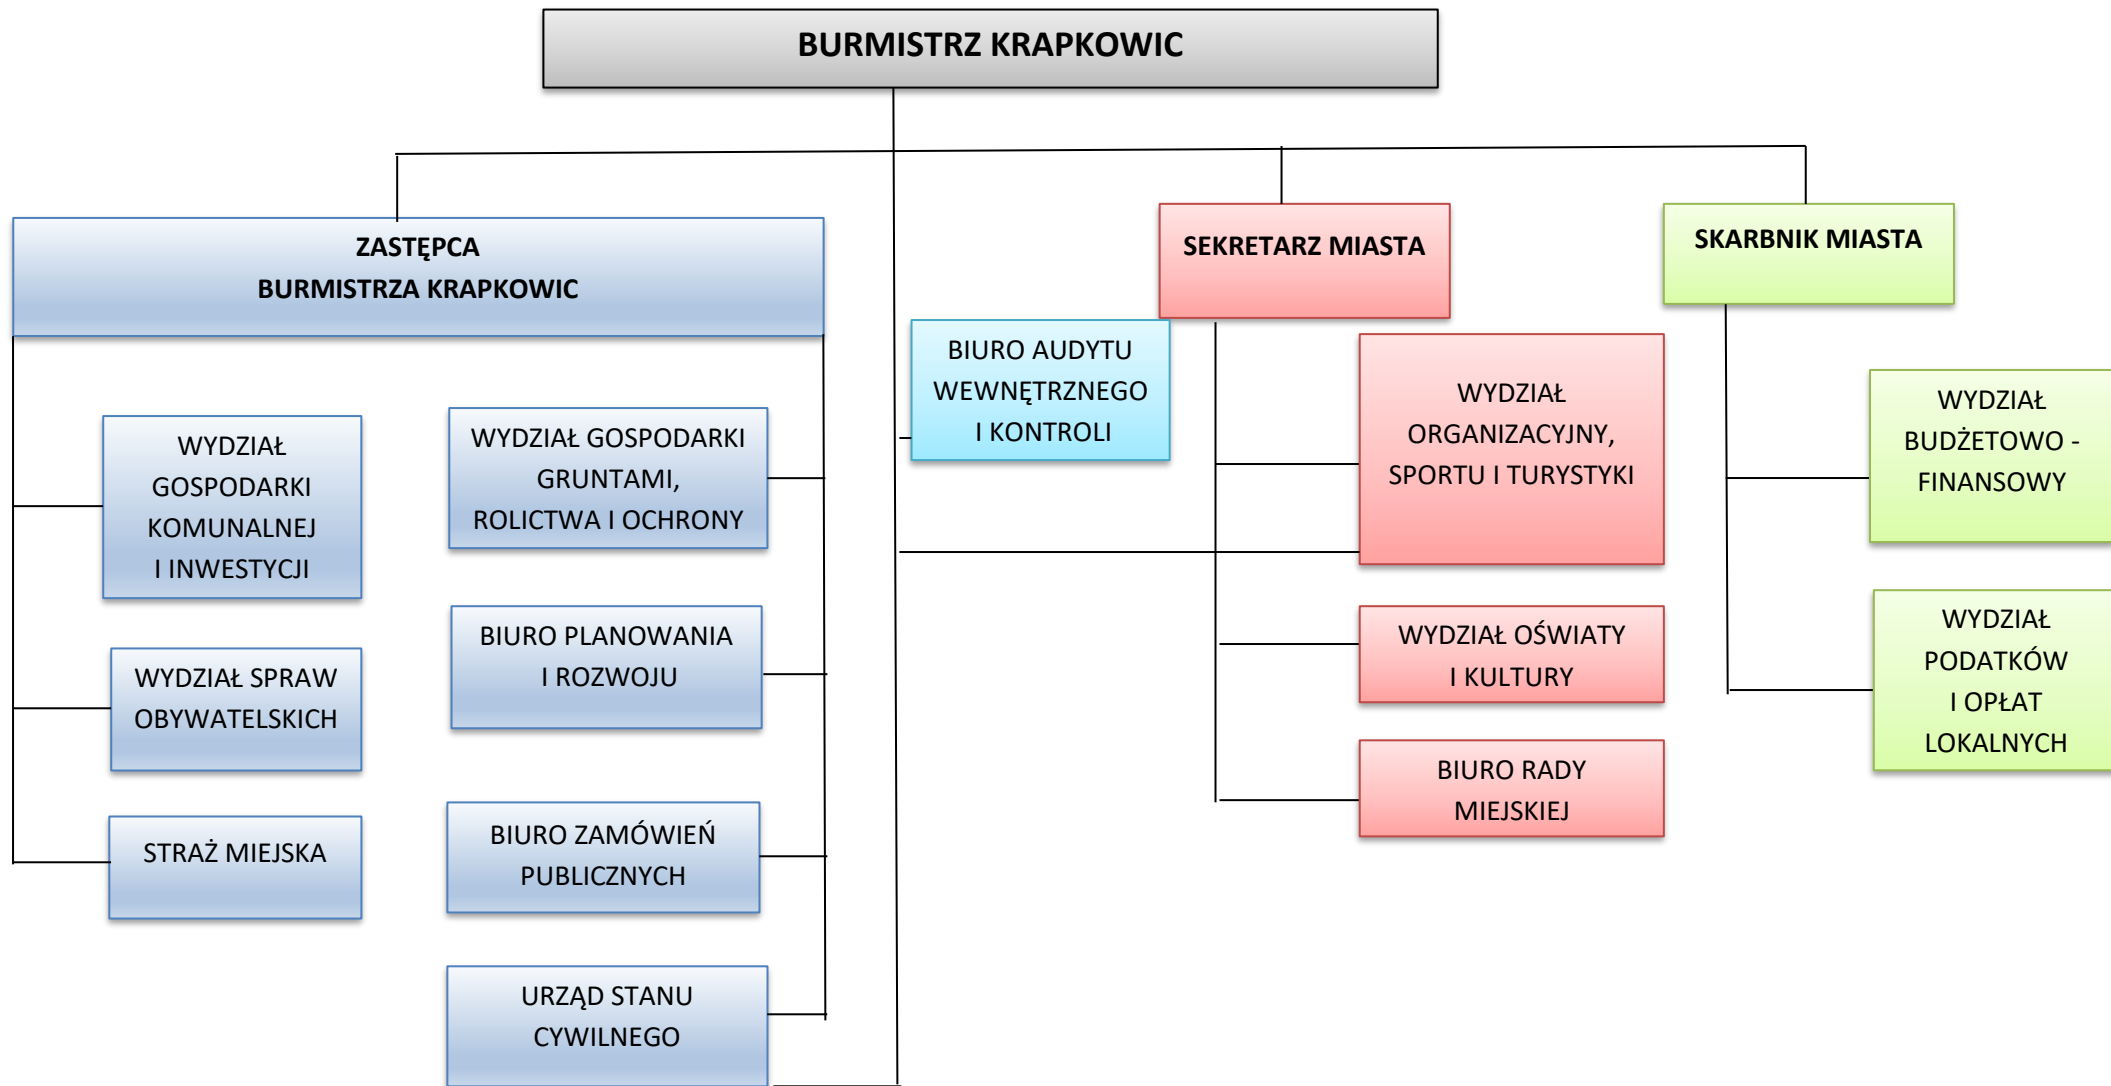 BURMISTRZ KRAPKOWIC
ZASTĘPCA
BURMISTRZA KRAPKOWIC
SEKRETARZ MIASTA
SKARBNIK MIASTA
BIURO AUDYTU
WEWNĘTRZNEGO
I KONTROLI
WYDZIAŁ
GOSPODARKI
KOMUNALNEJ
I INWESTYCJI
WYDZIAŁ GOSPODARKI
GRUNTAMI,
ROLICTWA I OCHRONY
WYDZIAŁ
ORGANIZACYJNY,
SPORTU I TURYSTYKI
WYDZIAŁ
BUDŻETOWO -
FINANSOWY
WYDZIAŁ SPRAW
OBYWATELSKICH
BIURO PLANOWANIA
I ROZWOJU
WYDZIAŁ OŚWIATY
I KULTURY
WYDZIAŁ
PODATKÓW
I OPŁAT
LOKALNYCH
STRAŻ MIEJSKA
BIURO ZAMÓWIEŃ
PUBLICZNYCH
BIURO RADY
MIEJSKIEJ
URZĄD STANU
CYWILNEGO